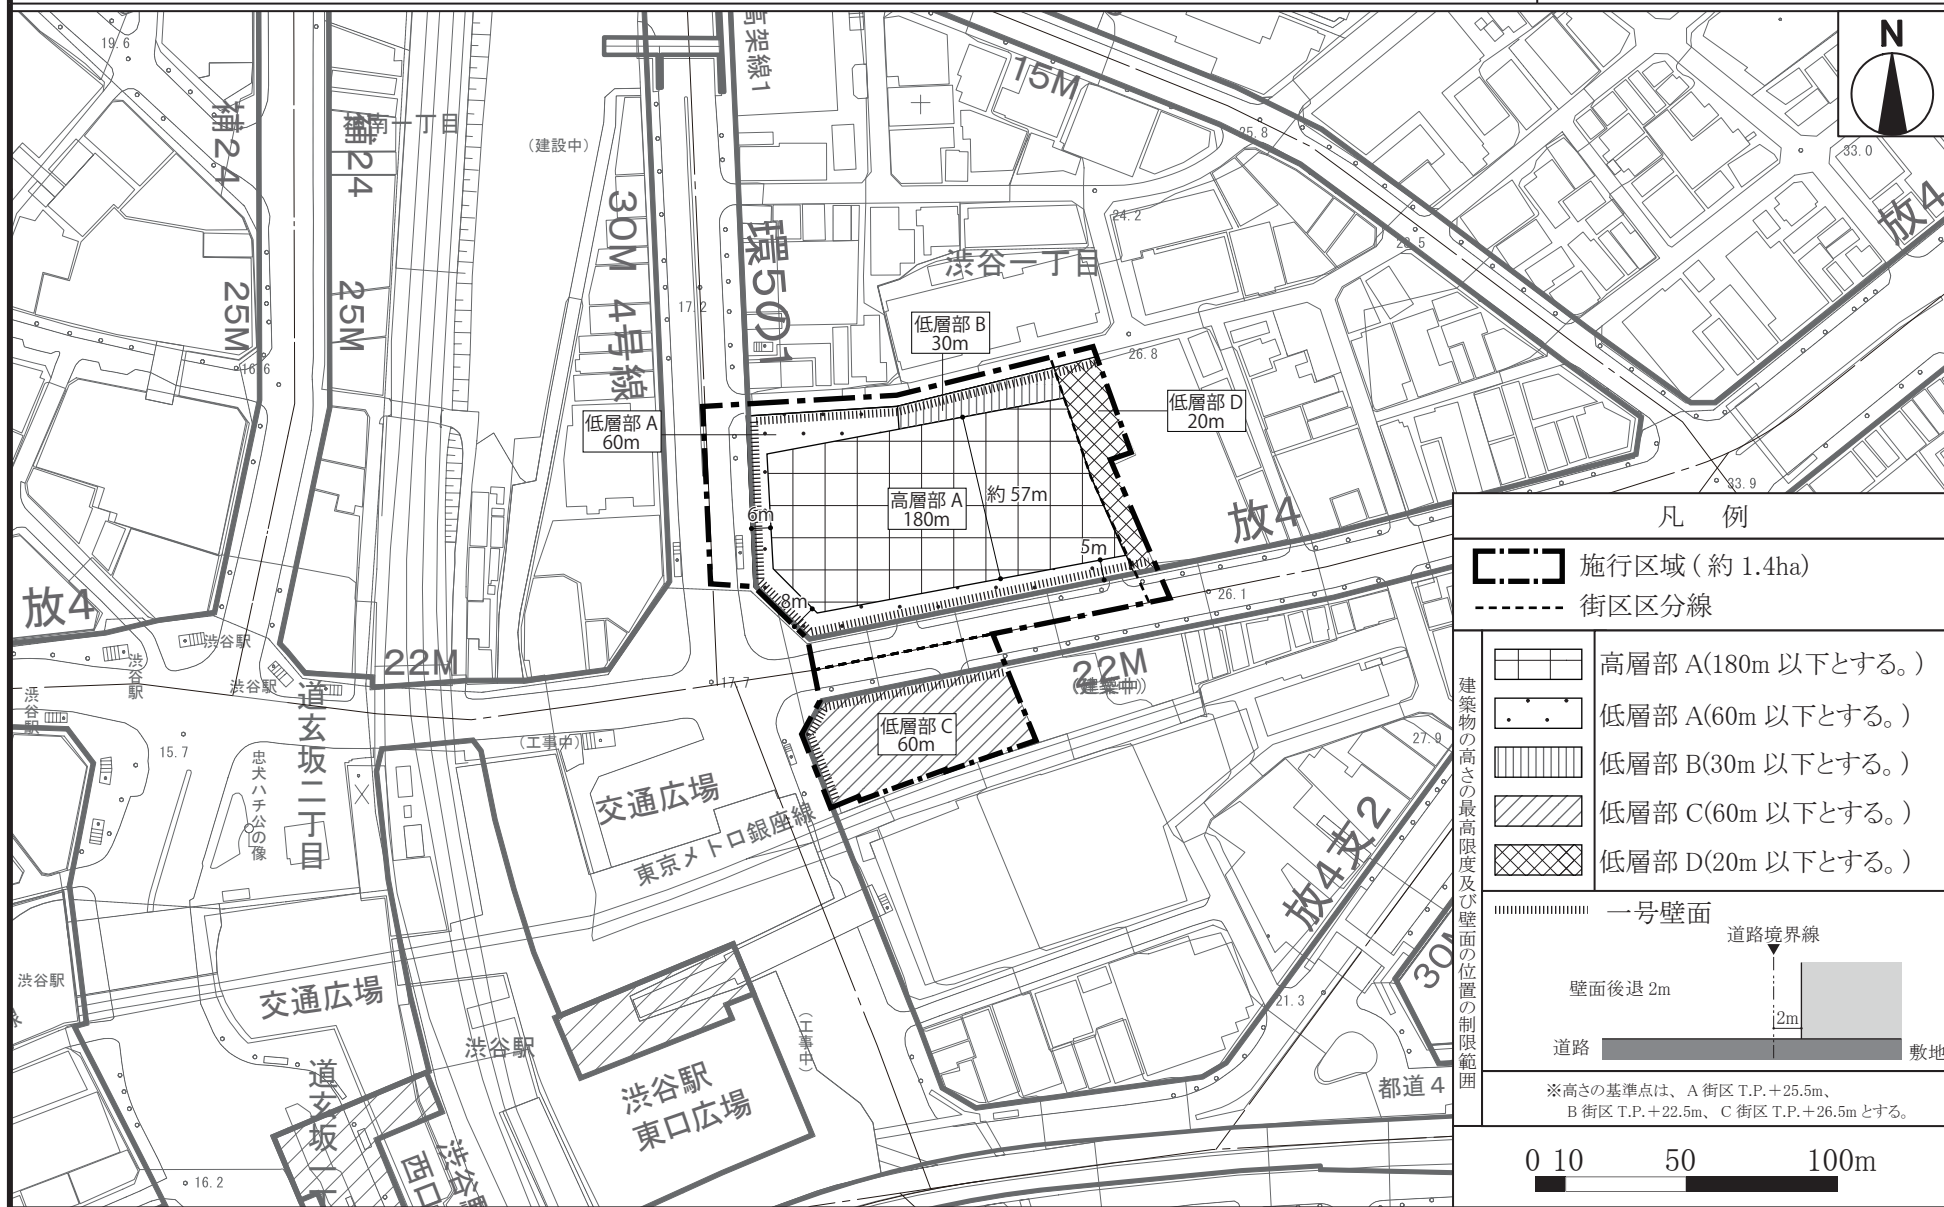 N
19.6
補24
補24
神南一丁目
(建設中)
高架線1
15M
25.8
33.0
放4
30M 4号線
環5の1
渋谷一丁目
24.2
28.5
25M
25M
17.2
16.6
26.8
低層部 B
30m
低層部 A
60m
低層部 D
20m
高層部 A
180m
約 57m
6m
5m
8m
放4
33.9
26.1
放4
22M
22M
(建築中)
渋谷駅
渋谷駅
渋谷駅
渋谷駅
17.7
道玄坂二丁目
15.7
忠犬ハチ公の像
(工事中)
交通広場
東京メトロ銀座線
低層部 C
60m
27.9
放4支2
30M
21.3
渋谷駅
交通広場
渋谷駅
渋谷駅
東口広場
(工事中)
都道4
道玄坂一丁
16.2
西口
渋谷駅
凡 例
施行区域 ( 約 1.4ha)
街区区分線
建築物の高さの最高限度及び壁面の位置の制限範囲
高層部 A(180m 以下とする。)
低層部 A(60m 以下とする。)
低層部 B(30m 以下とする。)
低層部 C(60m 以下とする。)
低層部 D(20m 以下とする。)
一号壁面
道路境界線
壁面後退 2m
2m
道路
敷地
※高さの基準点は、A 街区 T.P.+25.5m、
B 街区 T.P.+22.5m、C 街区 T.P.+26.5m とする。
0 10 50 100m